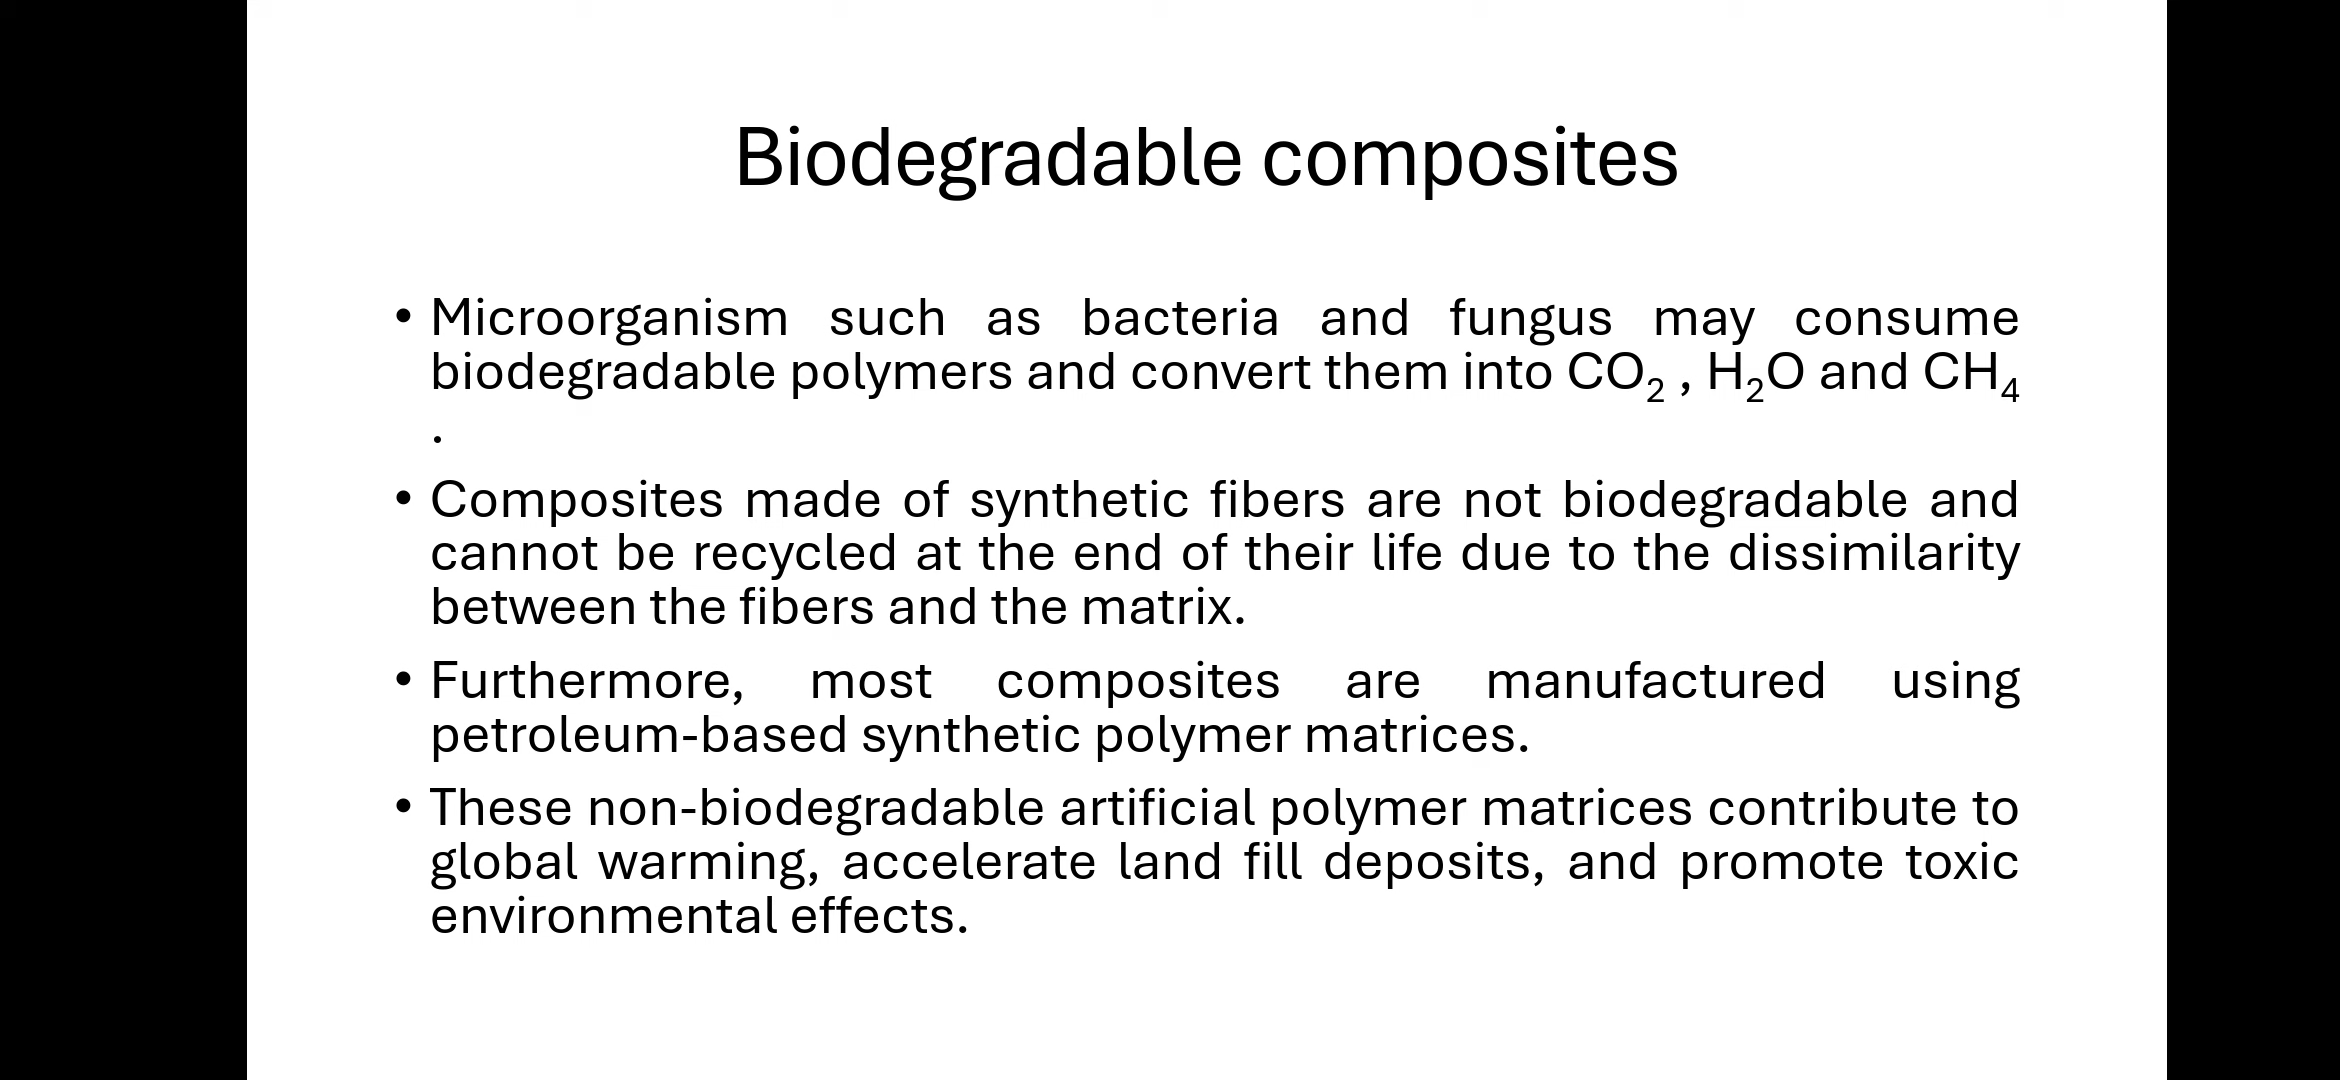 Biodegradable composites
• Microorganism such as bacteria and fungus may consume
biodegradable polymers and convert them into CO₂ , H₂O and CH₄
.
• Composites made of synthetic fibers are not biodegradable and
cannot be recycled at the end of their life due to the dissimilarity
between the fibers and the matrix.
• Furthermore, most composites are manufactured using
petroleum-based synthetic polymer matrices.
• These non-biodegradable artificial polymer matrices contribute to
global warming, accelerate land fill deposits, and promote toxic
environmental effects.